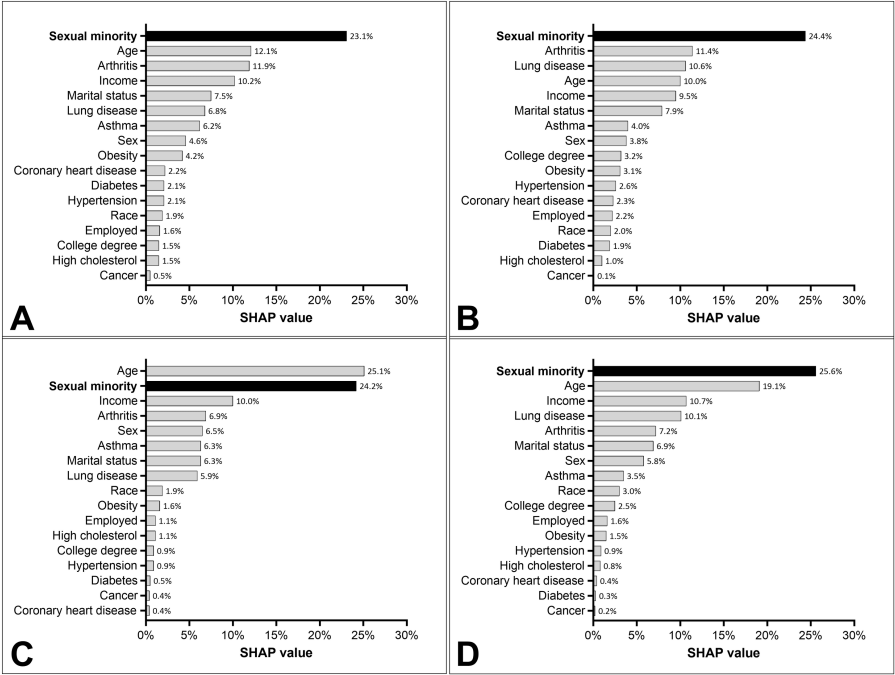 Sexual minority 23.1%
Age 12.1%
Arthritis 11.9%
Income 10.2%
Marital status 7.5%
Lung disease 6.8%
Asthma 6.2%
Sex 4.6%
Obesity 4.2%
Coronary heart disease 2.2%
Diabetes 2.1%
Hypertension 2.1%
Race 1.9%
Employed 1.6%
College degree 1.5%
High cholesterol 1.5%
Cancer 0.5%
0% 5% 10% 15% 20% 25% 30%
SHAP value
A
Sexual minority 24.4%
Arthritis 11.4%
Lung disease 10.6%
Age 10.0%
Income 9.5%
Marital status 7.9%
Asthma 4.0%
Sex 3.8%
College degree 3.2%
Obesity 3.1%
Hypertension 2.6%
Coronary heart disease 2.3%
Employed 2.2%
Race 2.0%
Diabetes 1.9%
High cholesterol 1.0%
Cancer 0.1%
0% 5% 10% 15% 20% 25% 30%
SHAP value
B
Age 25.1%
Sexual minority 24.2%
Income 10.0%
Arthritis 6.9%
Sex 6.5%
Asthma 6.3%
Marital status 6.3%
Lung disease 5.9%
Race 1.9%
Obesity 1.6%
Employed 1.1%
High cholesterol 1.1%
College degree 0.9%
Hypertension 0.9%
Diabetes 0.5%
Cancer 0.4%
Coronary heart disease 0.4%
0% 5% 10% 15% 20% 25% 30%
SHAP value
C
Sexual minority 25.6%
Age 19.1%
Income 10.7%
Lung disease 10.1%
Arthritis 7.2%
Marital status 6.9%
Sex 5.8%
Asthma 3.5%
Race 3.0%
College degree 2.5%
Employed 1.6%
Obesity 1.5%
Hypertension 0.9%
High cholesterol 0.8%
Coronary heart disease 0.4%
Diabetes 0.3%
Cancer 0.2%
0% 5% 10% 15% 20% 25% 30%
SHAP value
D